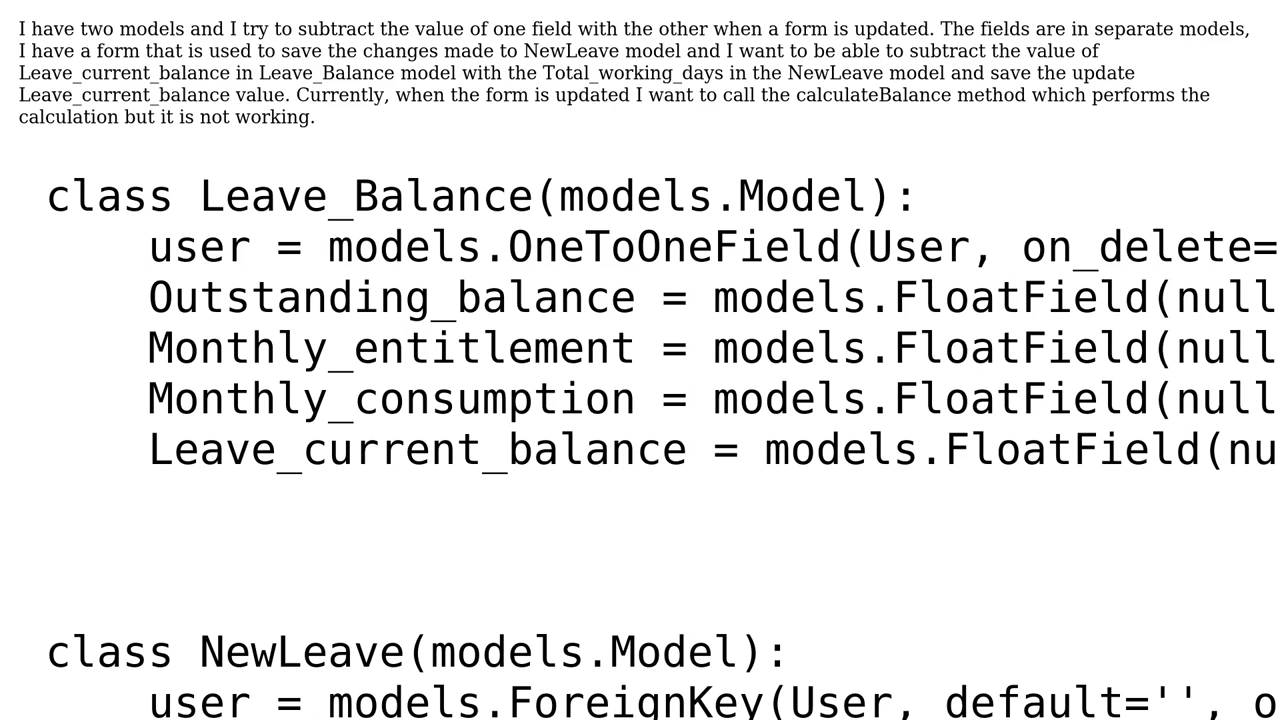 I have two models and I try to subtract the value of one field with the other when a form is updated. The fields are in separate models,
I have a form that is used to save the changes made to NewLeave model and I want to be able to subtract the value of
Leave_current_balance in Leave_Balance model with the Total_working_days in the NewLeave model and save the update
Leave_current_balance value. Currently, when the form is updated I want to call the calculateBalance method which performs the
calculation but it is not working.
class Leave_Balance(models.Model):
    user = models.OneToOneField(User, on_delete=
    Outstanding_balance = models.FloatField(null
    Monthly_entitlement = models.FloatField(null
    Monthly_consumption = models.FloatField(null
    Leave_current_balance = models.FloatField(nu
class NewLeave(models.Model):
    user = models.ForeignKey(User, default='', o